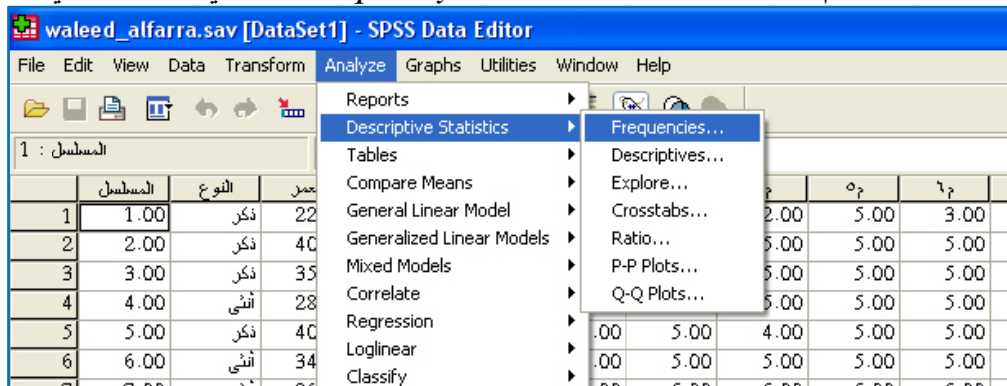 waleed_alfarra.sav [DataSet1] - SPSS Data Editor
File Edit View Data Transform Analyze Graphs Utilities Window Help
Reports
Descriptive Statistics
Tables
Compare Means
General Linear Model
Generalized Linear Models
Mixed Models
Correlate
Regression
Loglinear
Classify
Frequencies...
Descriptives...
Explore...
Crosstabs...
Ratio...
P-P Plots...
Q-Q Plots...
1 : المسلسل
المسلسل النوع م٥ م٦
1 1.00 ذكر 22 2.00 5.00 3.00
2 2.00 ذكر 40 5.00 5.00 5.00
3 3.00 ذكر 35 5.00 5.00 5.00
4 4.00 أنثى 28 5.00 5.00 5.00
5 5.00 ذكر 40 .00 5.00 4.00 5.00 5.00
6 6.00 أنثى 34 .00 5.00 5.00 5.00 5.00